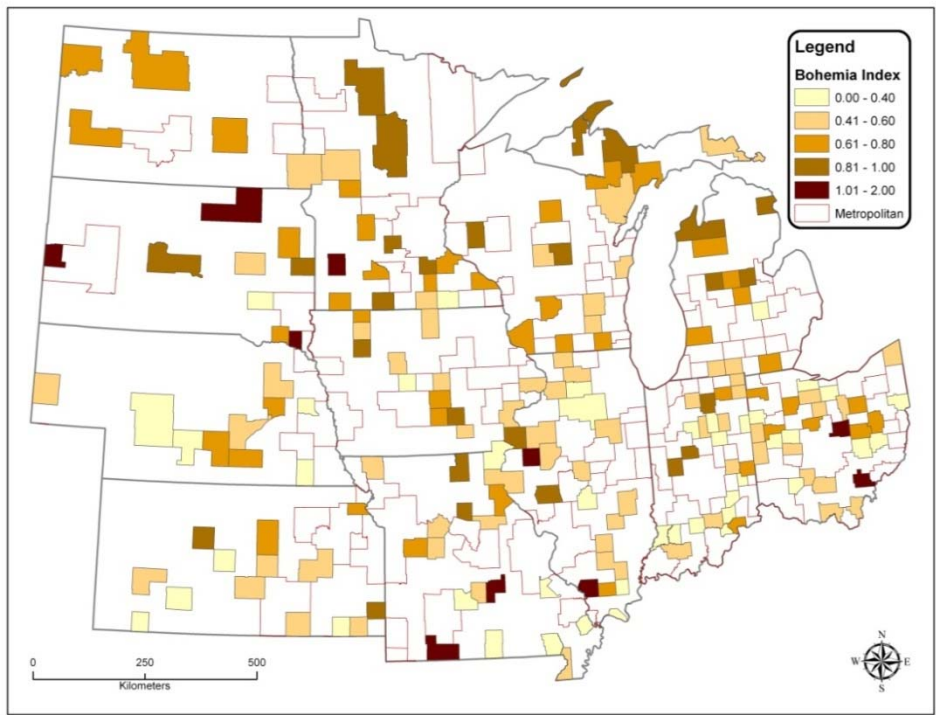 Legend
Bohemia Index
0.00 - 0.40
0.41 - 0.60
0.61 - 0.80
0.81 - 1.00
1.01 - 2.00
Metropolitan
0 250 500
Kilometers
N
W E
S